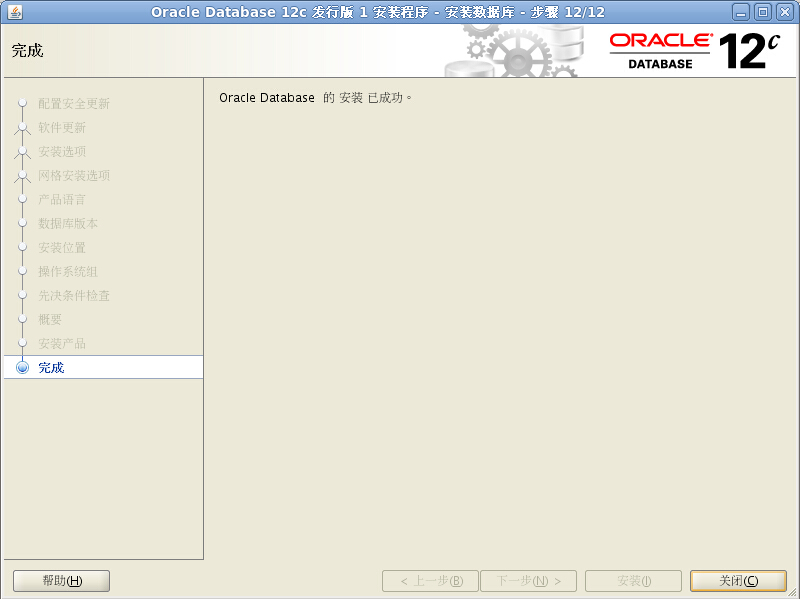 Oracle Database 12c 发行版 1 安装程序 - 安装数据库 - 步骤 12/12
完成
ORACLE®
DATABASE
12c
配置安全更新
软件更新
安装选项
网格安装选项
产品语言
数据库版本
安装位置
操作系统组
先决条件检查
概要
安装产品
完成
Oracle Database 的 安装 已成功。
帮助(H)
< 上一步(B)
下一步(N) >
安装(I)
关闭(C)